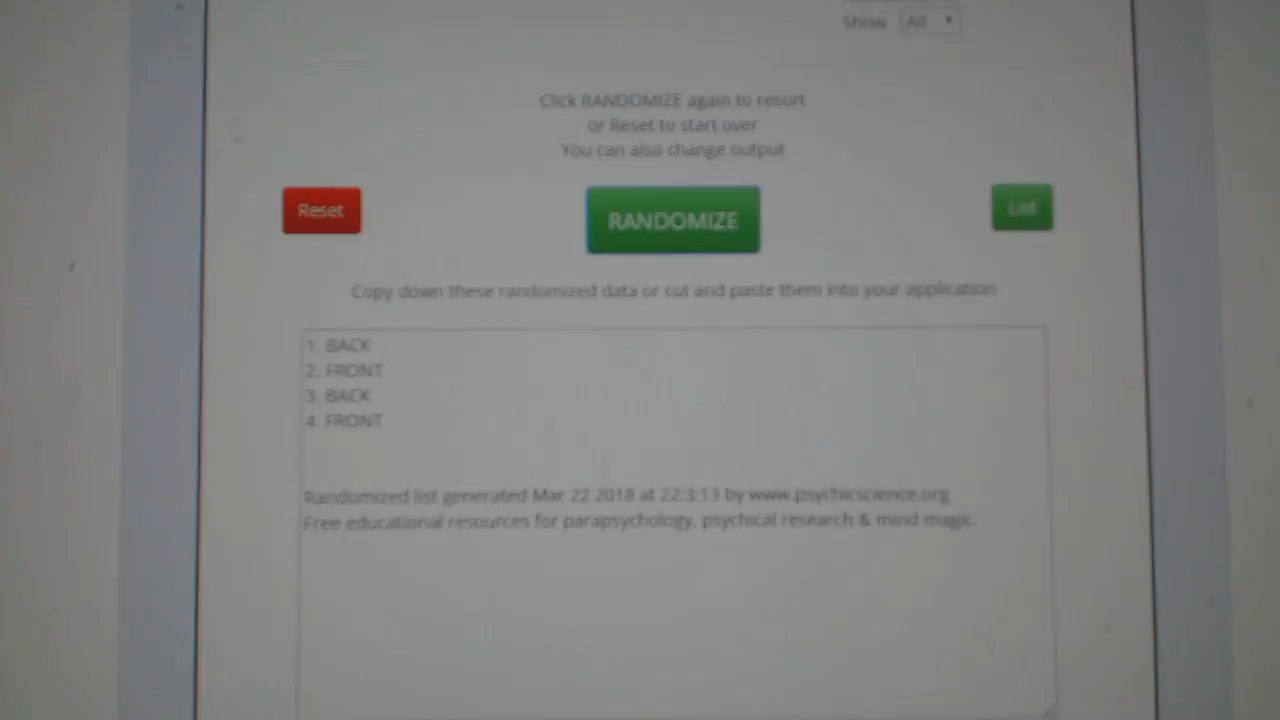 Show All
Click RANDOMIZE again to resort
or Reset to start over
You can also change output
Reset
RANDOMIZE
List
Copy down these randomized data or cut and paste them into your application
1. BACK
2. FRONT
3. BACK
4. FRONT
Randomized list generated Mar 22 2018 at 22:3:13 by www.psychicscience.org
Free educational resources for parapsychology, psychical research & mind magic.